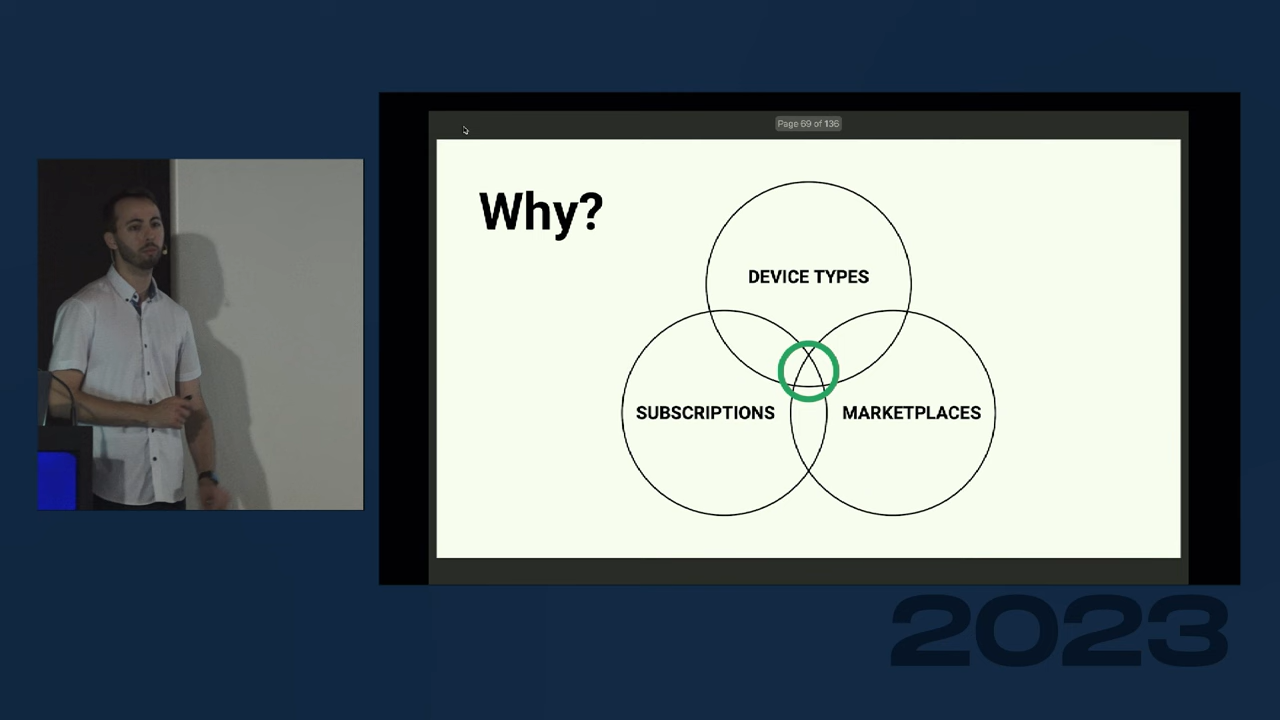 Page 69 of 136
Why?
DEVICE TYPES
SUBSCRIPTIONS
MARKETPLACES
2023